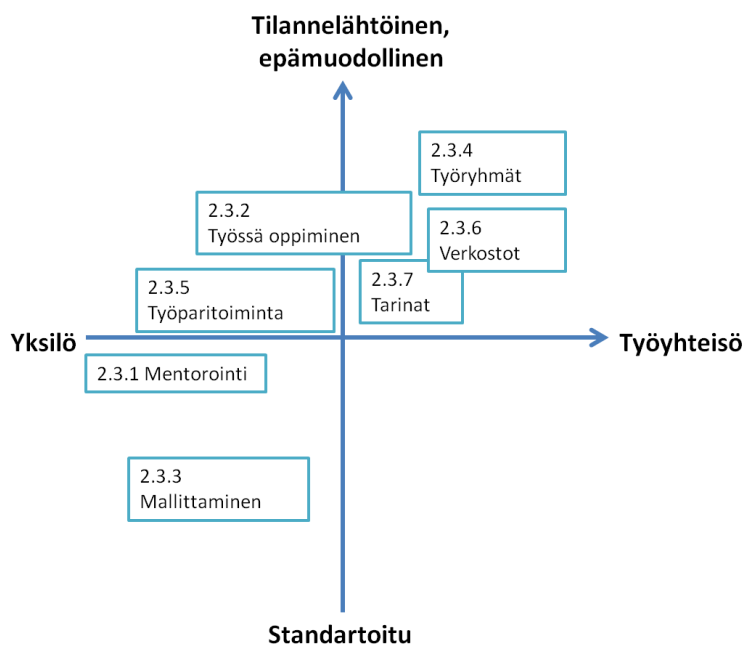 Tilannelähtöinen,
epämuodollinen
2.3.4
Työryhmät
2.3.2
Työssä oppiminen
2.3.6
Verkostot
2.3.7
Tarinat
2.3.5
Työparitoiminta
Yksilö
Työyhteisö
2.3.1 Mentorointi
2.3.3
Mallittaminen
Standartoitu